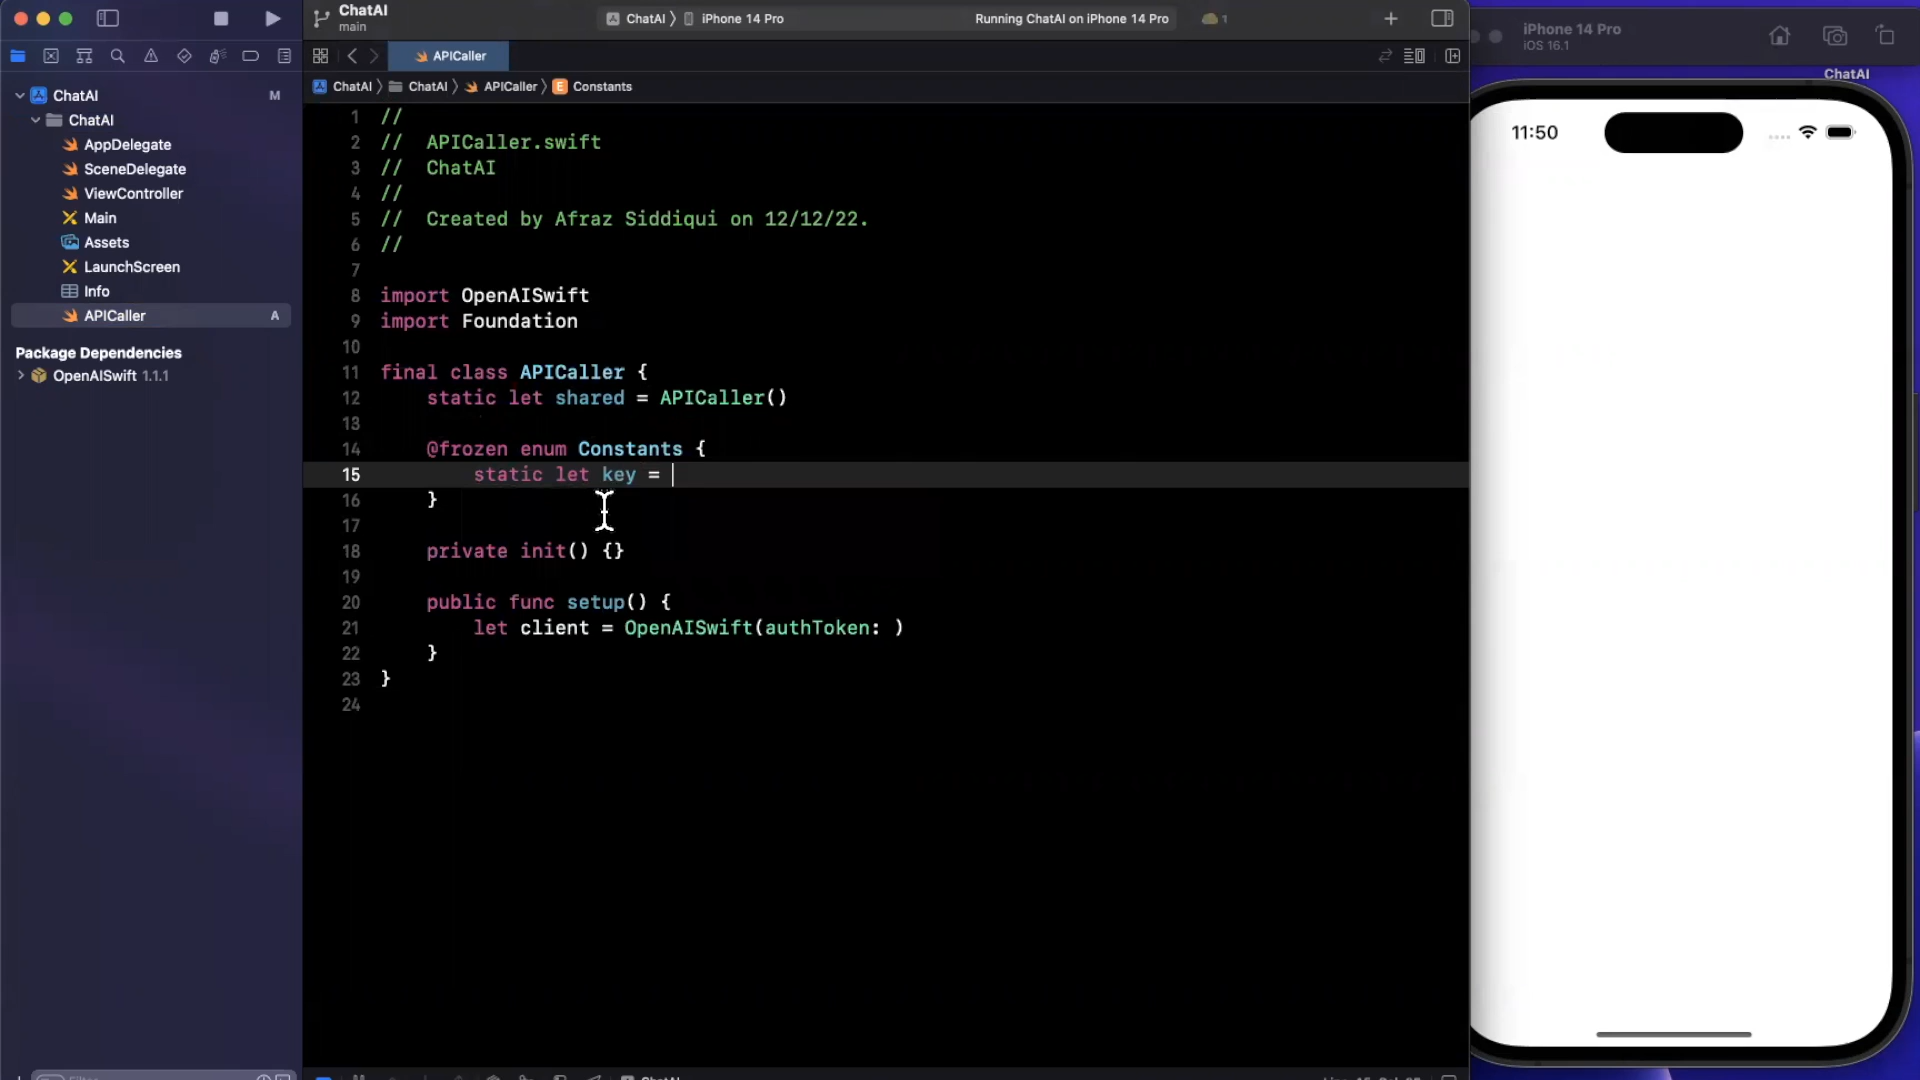 ChatAI
main
ChatAI
iPhone 14 Pro
Running ChatAI on iPhone 14 Pro
1
APICaller
ChatAI
ChatAI
APICaller
Constants
ChatAI
M
ChatAI
AppDelegate
SceneDelegate
ViewController
Main
Assets
LaunchScreen
Info
APICaller
A
Package Dependencies
OpenAISwift 1.1.1
1 //
2 //  APICaller.swift
3 //  ChatAI
4 //
5 //  Created by Afraz Siddiqui on 12/12/22.
6 //
7
8 import OpenAISwift
9 import Foundation
10
11 final class APICaller {
12     static let shared = APICaller()
13
14     @frozen enum Constants {
15         static let key =
16     }
17
18     private init() {}
19
20     public func setup() {
21         let client = OpenAISwift(authToken: )
22     }
23 }
24
iPhone 14 Pro
iOS 16.1
ChatAI
11:50